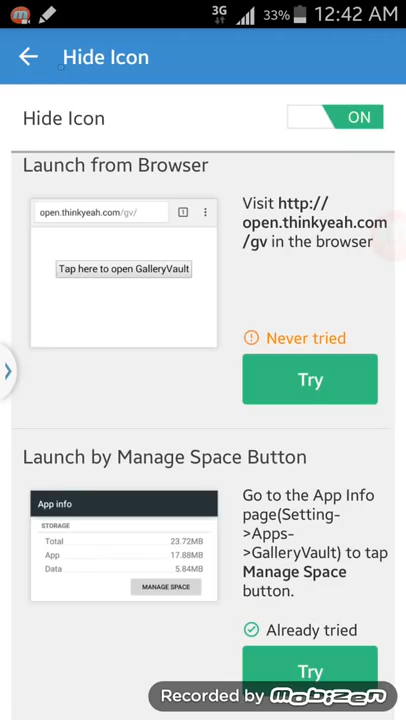 3G 33% 12:42 AM
Hide Icon
Hide Icon
ON
Launch from Browser
open.thinkyeah.com/gv/
Tap here to open GalleryVault
Visit http://
open.thinkyeah.com
/gv in the browser
Never tried
Try
Launch by Manage Space Button
App info
STORAGE
Total 23.72MB
App 17.88MB
Data 5.84MB
MANAGE SPACE
Go to the App Info
page(Setting-
>Apps-
>GalleryVault) to tap
Manage Space
button.
Already tried
Try
Recorded by mobizen